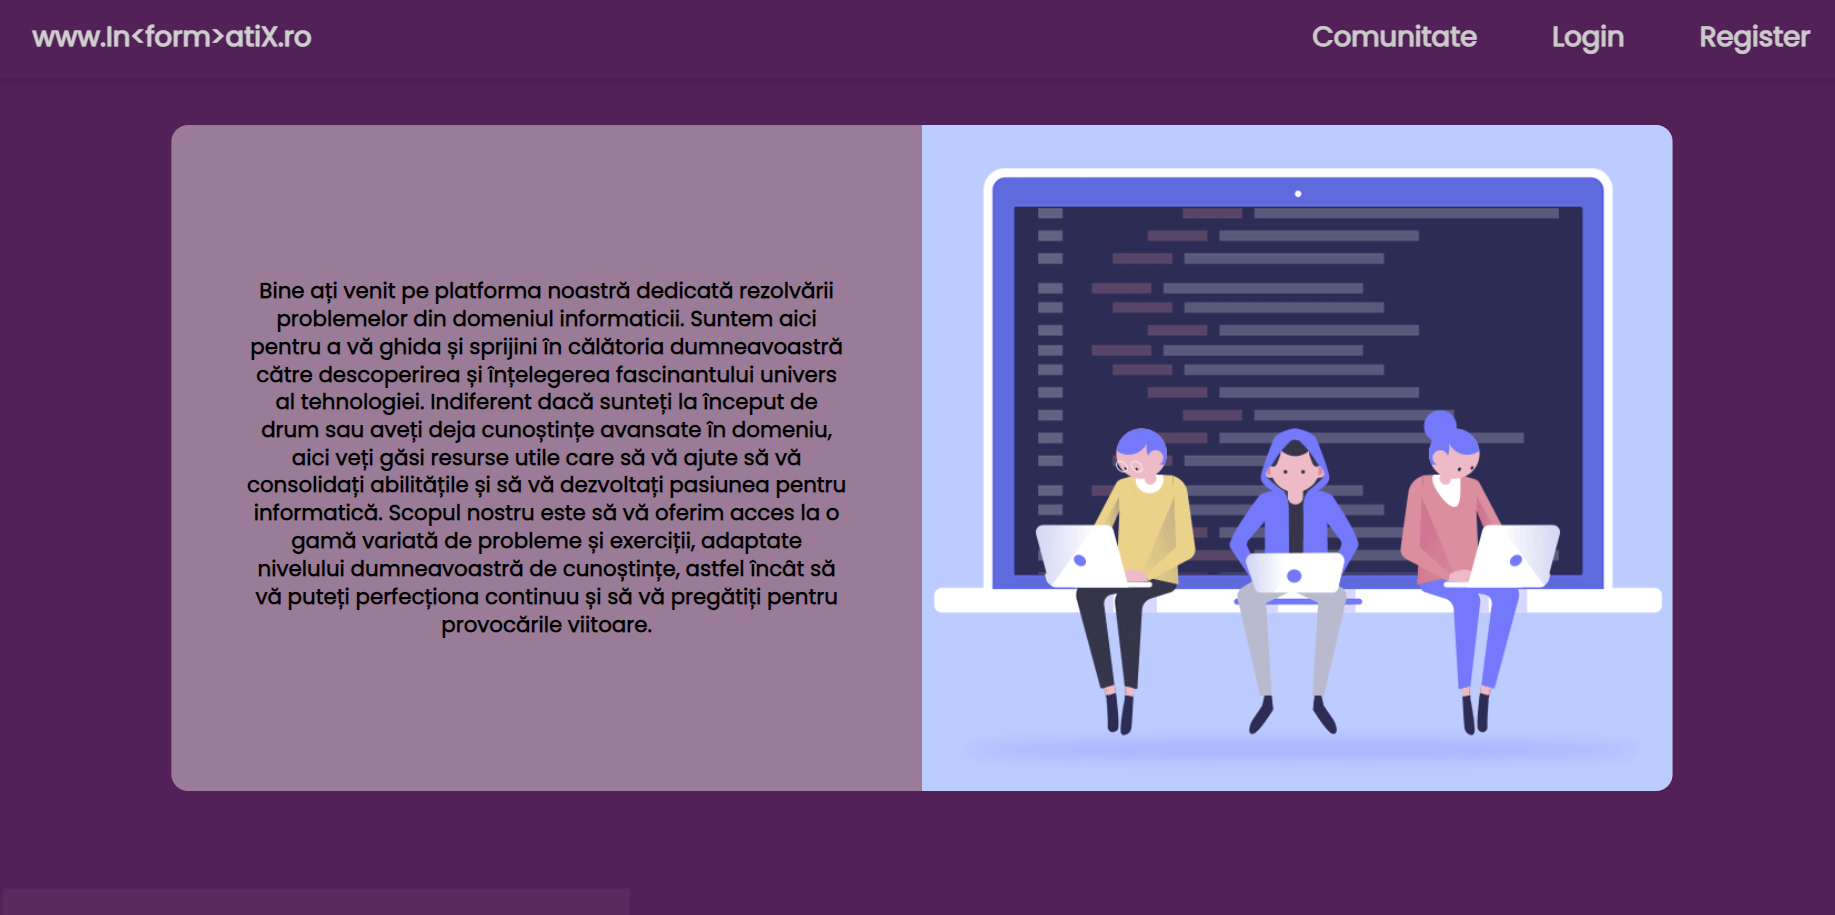 www.In<form>atiX.ro
Comunitate
Login
Register
Bine ați venit pe platforma noastră dedicată rezolvării
problemelor din domeniul informaticii. Suntem aici
pentru a vă ghida și sprijini în călătoria dumneavoastră
către descoperirea și înțelegerea fascinantului univers
al tehnologiei. Indiferent dacă sunteți la început de
drum sau aveți deja cunoștințe avansate în domeniu,
aici veți găsi resurse utile care să vă ajute să vă
consolidați abilitățile și să vă dezvoltați pasiunea pentru
informatică. Scopul nostru este să vă oferim acces la o
gamă variată de probleme și exerciții, adaptate
nivelului dumneavoastră de cunoștințe, astfel încât să
vă puteți perfecționa continuu și să vă pregătiți pentru
provocările viitoare.